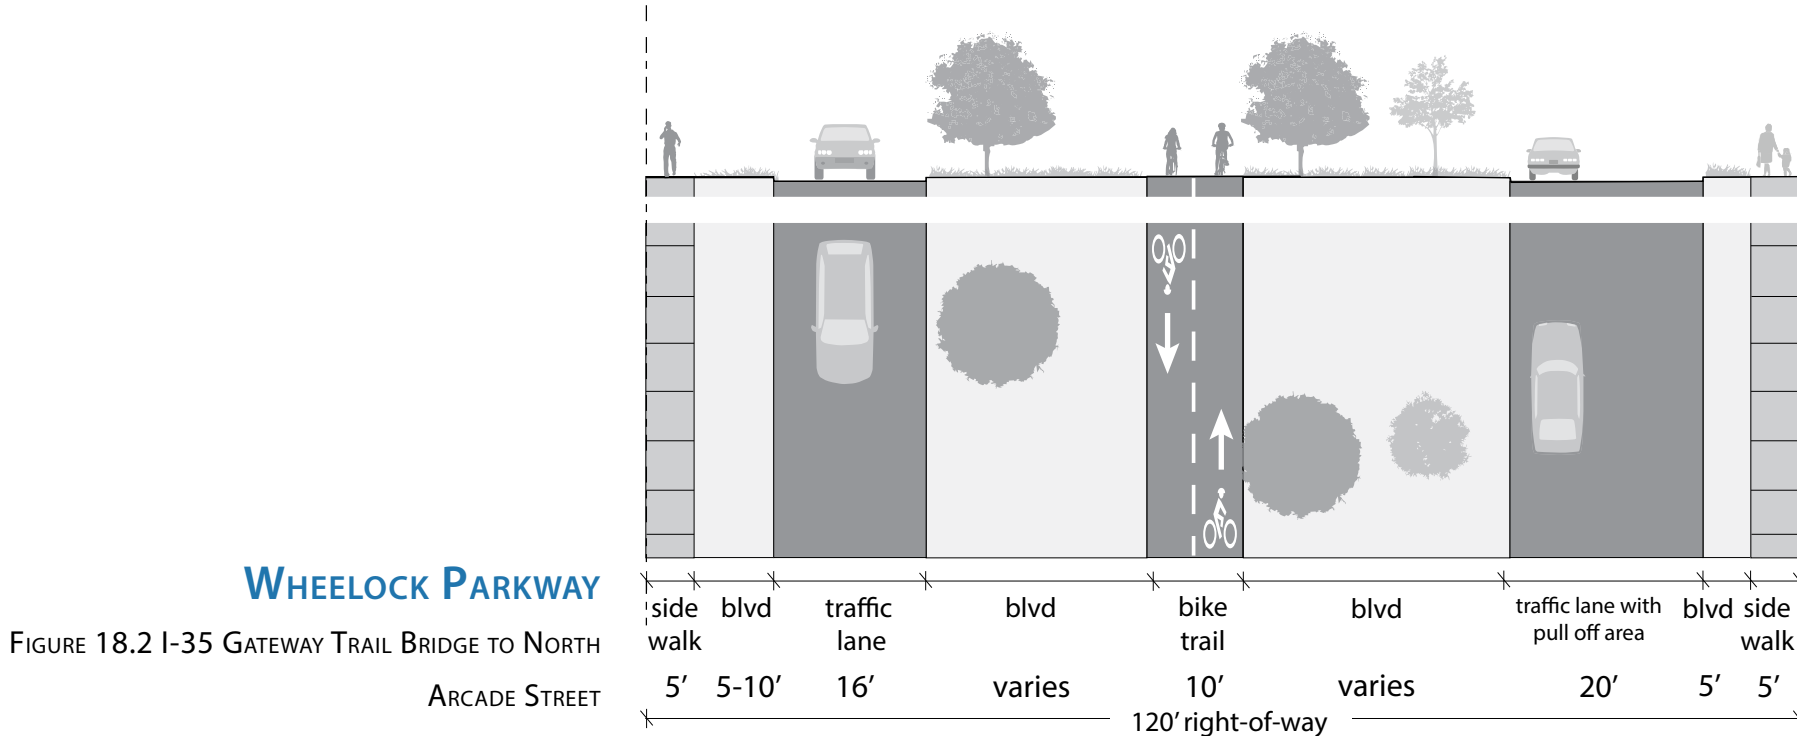 Wheelock Parkway
Figure 18.2 I-35 Gateway Trail Bridge to North
Arcade Street
side walk
blvd
traffic lane
blvd
bike trail
blvd
traffic lane with pull off area
blvd
side walk
5’ 5-10’ 16’ varies 10’ varies 20’ 5’ 5’
120’ right-of-way